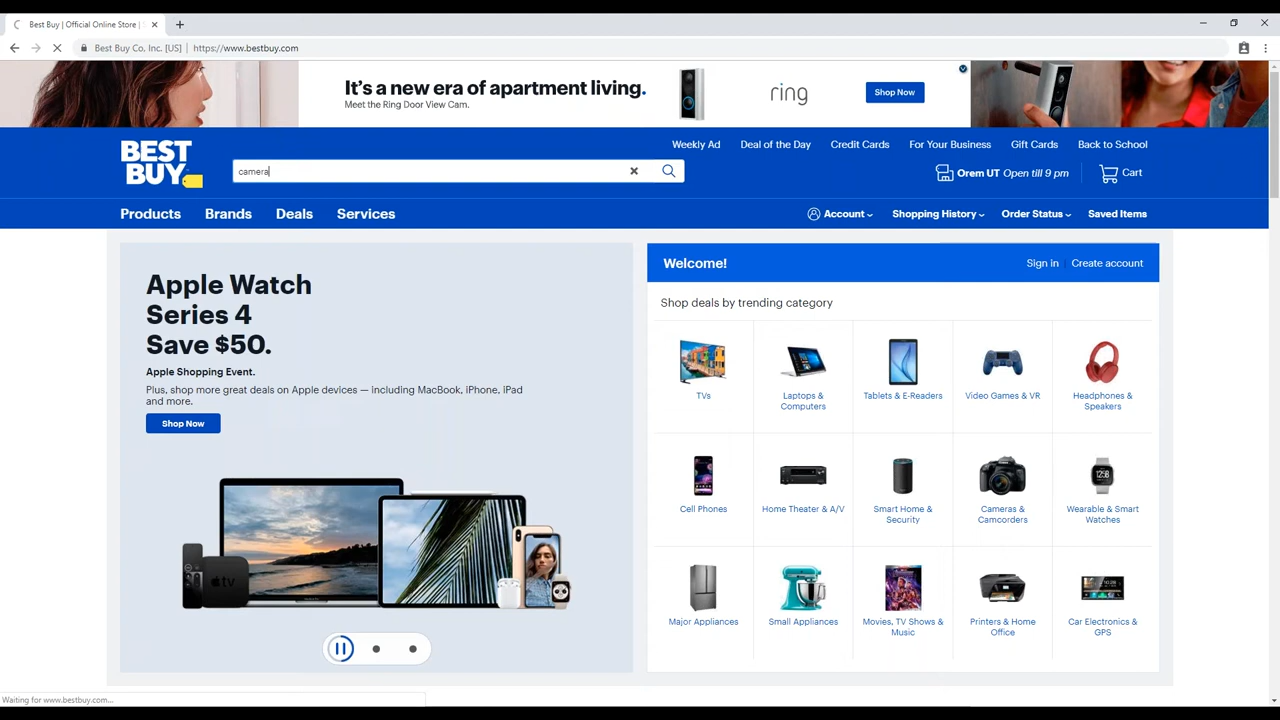 Best Buy | Official Online Store |
Best Buy Co, Inc. [US] | https://www.bestbuy.com
It's a new era of apartment living.
Meet the Ring Door View Cam.
ring
Shop Now
BEST BUY
Weekly Ad Deal of the Day Credit Cards For Your Business Gift Cards Back to School
camera
Orem UT Open till 9 pm Cart
Products Brands Deals Services
Account Shopping History Order Status Saved Items
Apple Watch
Series 4
Save $50.
Apple Shopping Event.
Plus, shop more great deals on Apple devices — including MacBook, iPhone, iPad
and more.
Shop Now
tv
Welcome!
Sign in Create account
Shop deals by trending category
TVs
Laptops &
Computers
Tablets & E-Readers
Video Games & VR
Headphones &
Speakers
Cell Phones
Home Theater & A/V
Smart Home &
Security
Cameras &
Camcorders
Wearable & Smart
Watches
Major Appliances
Small Appliances
Movies, TV Shows &
Music
Printers & Home
Office
Car Electronics &
GPS
Waiting for www.bestbuy.com...